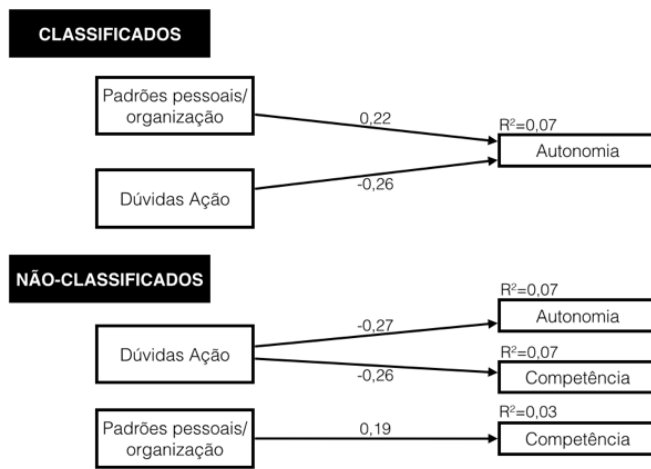 CLASSIFICADOS
Padrões pessoais/
organização
0,22
R²=0,07
Autonomia
Dúvidas Ação
-0,26
NÃO-CLASSIFICADOS
R²=0,07
-0,27
Autonomia
Dúvidas Ação
R²=0,07
-0,26
Competência
R²=0,03
Padrões pessoais/
organização
0,19
Competência